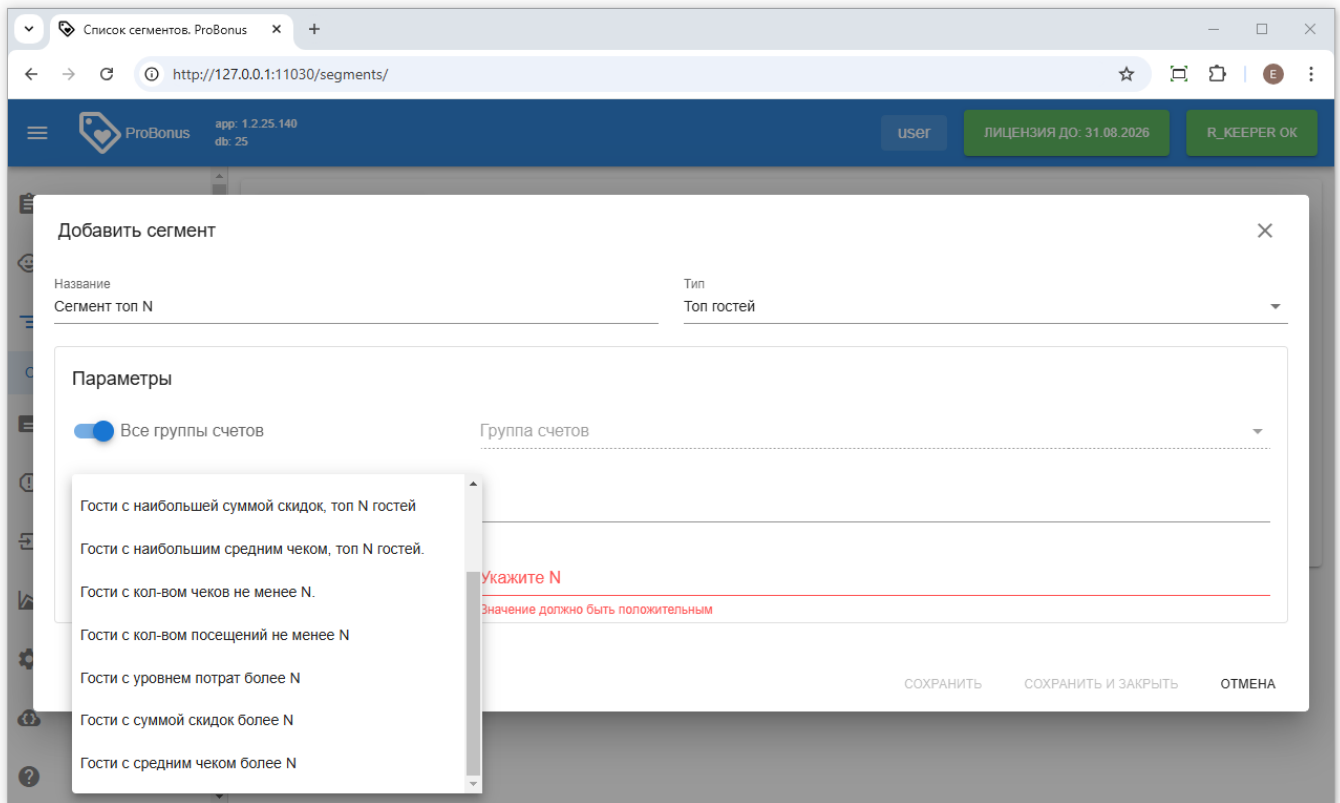 Список сегментов. ProBonus
http://127.0.0.1:11030/segments/
E
ProBonus
app: 1.2.25.140
db: 25
user
ЛИЦЕНЗИЯ ДО: 31.08.2026
R_KEEPER OK
Добавить сегмент
Название
Тип
Сегмент топ N
Топ гостей
Параметры
Все группы счетов
Группа счетов
Гости с наибольшей суммой скидок, топ N гостей
Гости с наибольшим средним чеком, топ N гостей.
Гости с кол-вом чеков не менее N.
Гости с кол-вом посещений не менее N
Гости с уровнем потрат более N
Гости с суммой скидок более N
Гости с средним чеком более N
Укажите N
Значение должно быть положительным
СОХРАНИТЬ
СОХРАНИТЬ И ЗАКРЫТЬ
ОТМЕНА